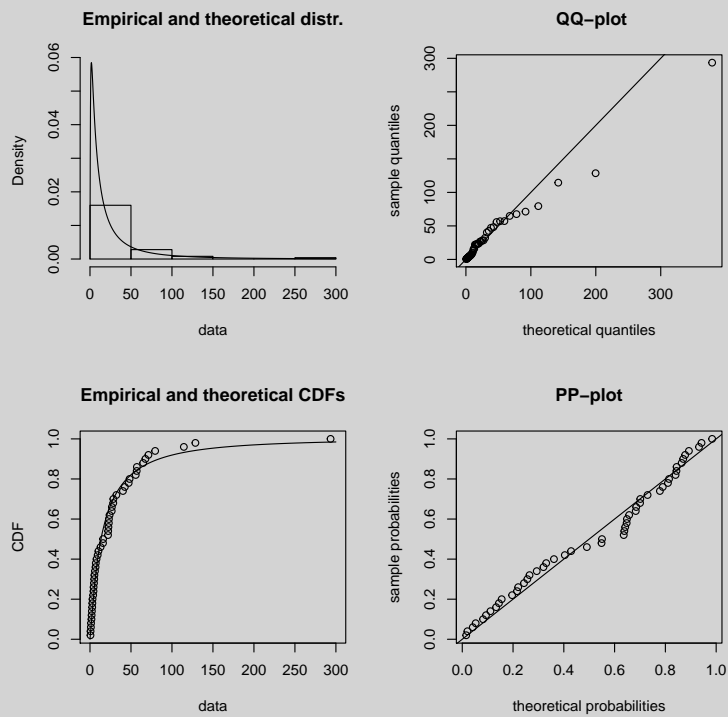 Empirical and theoretical distr.
Density
0.00
0.02
0.04
0.06
0 50 100 150 200 250 300
data
QQ−plot
sample quantiles
0
50
100
200
300
0 100 200 300
theoretical quantiles
Empirical and theoretical CDFs
CDF
0.0
0.2
0.4
0.6
0.8
1.0
0 50 100 150 200 250 300
data
PP−plot
sample probabilities
0.0
0.2
0.4
0.6
0.8
1.0
0.0 0.2 0.4 0.6 0.8 1.0
theoretical probabilities